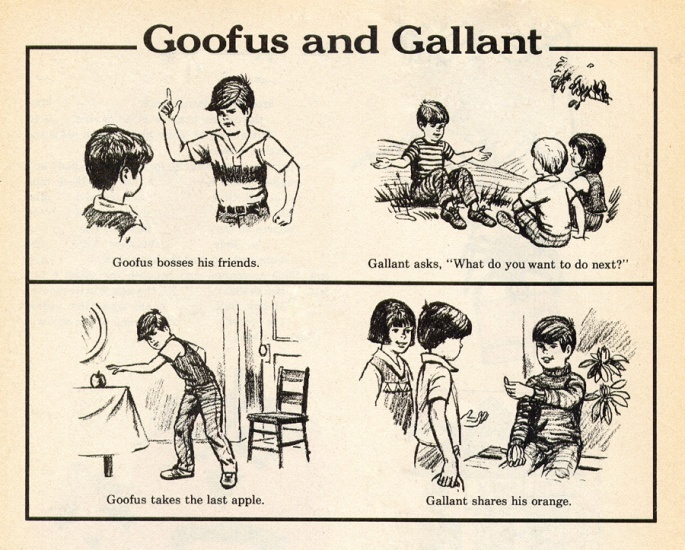 Goofus and Gallant
Goofus bosses his friends.
Gallant asks, “What do you want to do next?”
Goofus takes the last apple.
Gallant shares his orange.